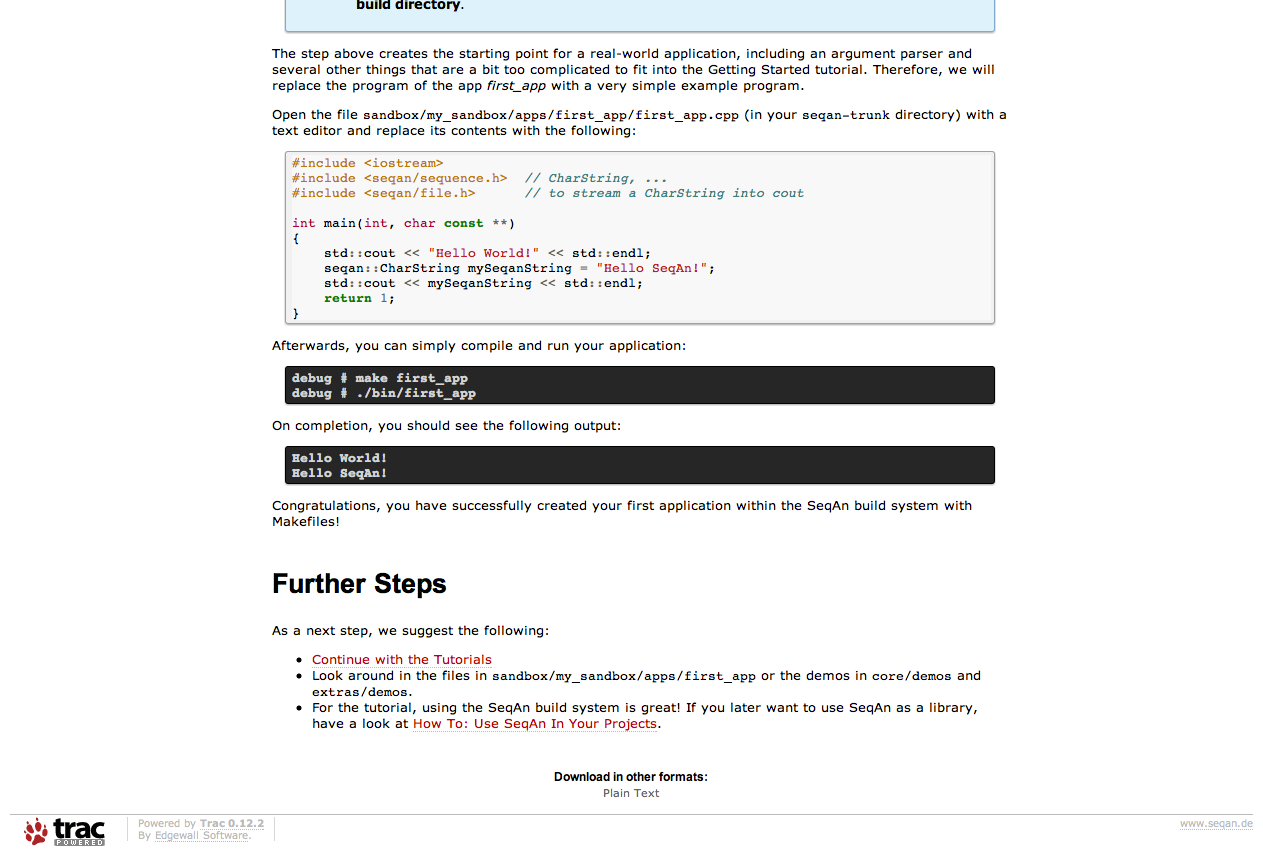 build directory.
The step above creates the starting point for a real-world application, including an argument parser and
several other things that are a bit too complicated to fit into the Getting Started tutorial. Therefore, we will
replace the program of the app first_app with a very simple example program.
Open the file sandbox/my_sandbox/apps/first_app/first_app.cpp (in your seqan-trunk directory) with a
text editor and replace its contents with the following:
#include <iostream>
#include <seqan/sequence.h>  // CharString, ...
#include <seqan/file.h>      // to stream a CharString into cout
int main(int, char const **)
{
    std::cout << "Hello World!" << std::endl;
    seqan::CharString mySeqanString = "Hello SeqAn!";
    std::cout << mySeqanString << std::endl;
    return 1;
}
Afterwards, you can simply compile and run your application:
debug # make first_app
debug # ./bin/first_app
On completion, you should see the following output:
Hello World!
Hello SeqAn!
Congratulations, you have successfully created your first application within the SeqAn build system with
Makefiles!
Further Steps
As a next step, we suggest the following:
• Continue with the Tutorials
• Look around in the files in sandbox/my_sandbox/apps/first_app or the demos in core/demos and
extras/demos.
• For the tutorial, using the SeqAn build system is great! If you later want to use SeqAn as a library,
have a look at How To: Use SeqAn In Your Projects.
Download in other formats:
Plain Text
trac
POWERED
Powered by Trac 0.12.2
By Edgewall Software.
www.seqan.de